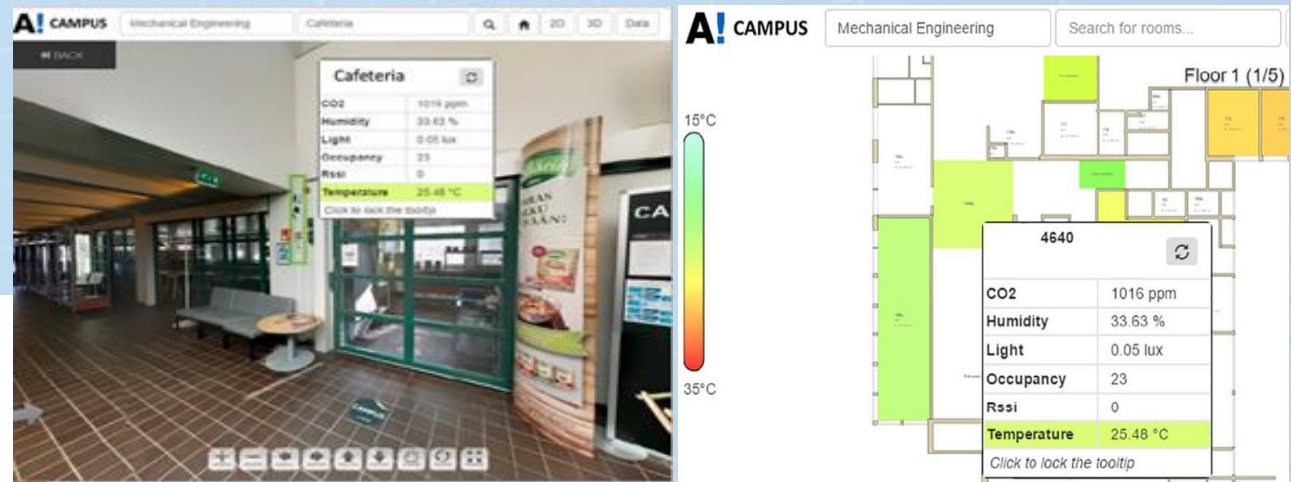 A! CAMPUS
Mechanical Engineering
Cafeteria
2D
3D
Data
BACK
Cafeteria
CO2 1016 ppm
Humidity 33.63 %
Light 0.05 lux
Occupancy 23
Rssi 0
Temperature 25.48 °C
Click to lock the tooltip
CA
CAMPUS
A! CAMPUS
Mechanical Engineering
Search for rooms...
Floor 1 (1/5)
15°C
35°C
4640
CO2 1016 ppm
Humidity 33.63 %
Light 0.05 lux
Occupancy 23
Rssi 0
Temperature 25.48 °C
Click to lock the tooltip